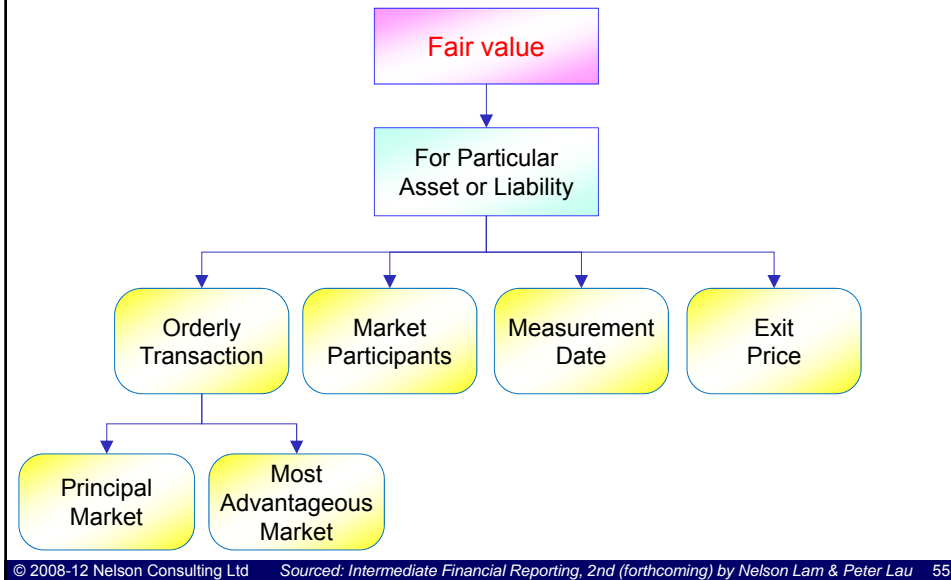 Fair value
For Particular
Asset or Liability
Orderly
Transaction
Market
Participants
Measurement
Date
Exit
Price
Principal
Market
Most
Advantageous
Market
© 2008-12 Nelson Consulting Ltd Sourced: Intermediate Financial Reporting, 2nd (forthcoming) by Nelson Lam & Peter Lau 55